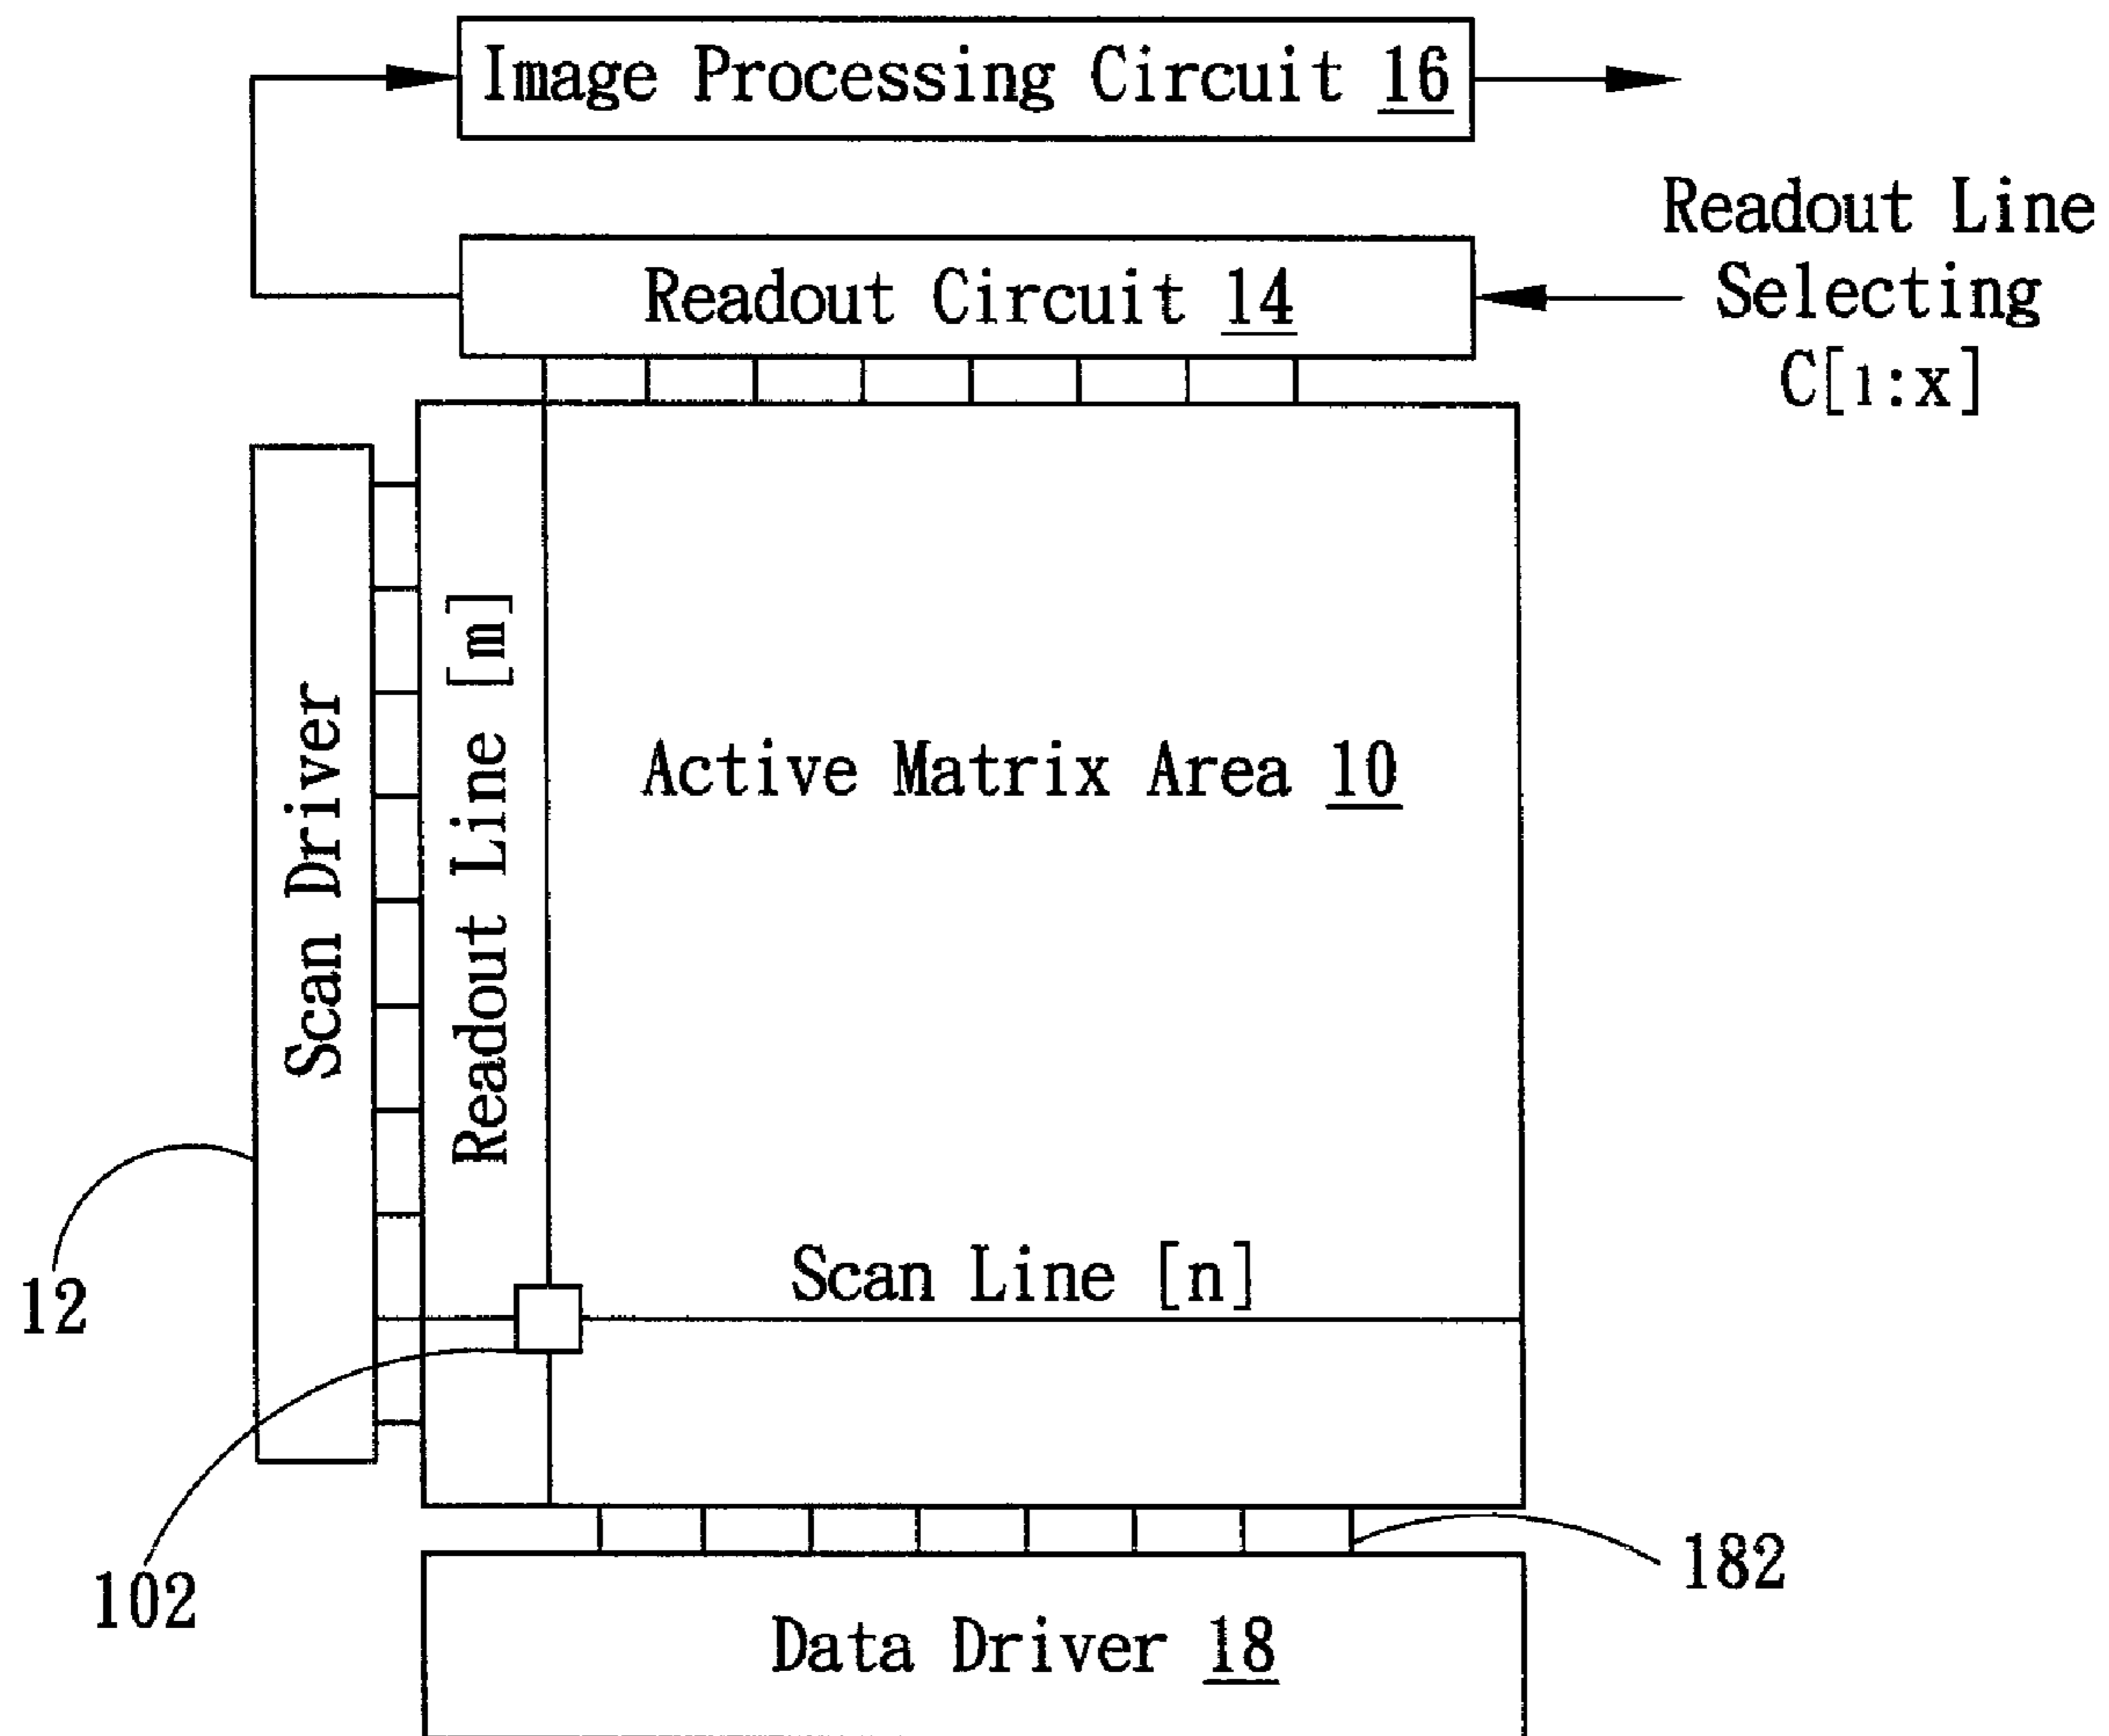 Image Processing Circuit 16
Readout Line
Selecting
C[1:x]
Readout Circuit 14
Scan Driver
Readout Line [m]
Active Matrix Area 10
Scan Line [n]
12
102
182
Data Driver 18